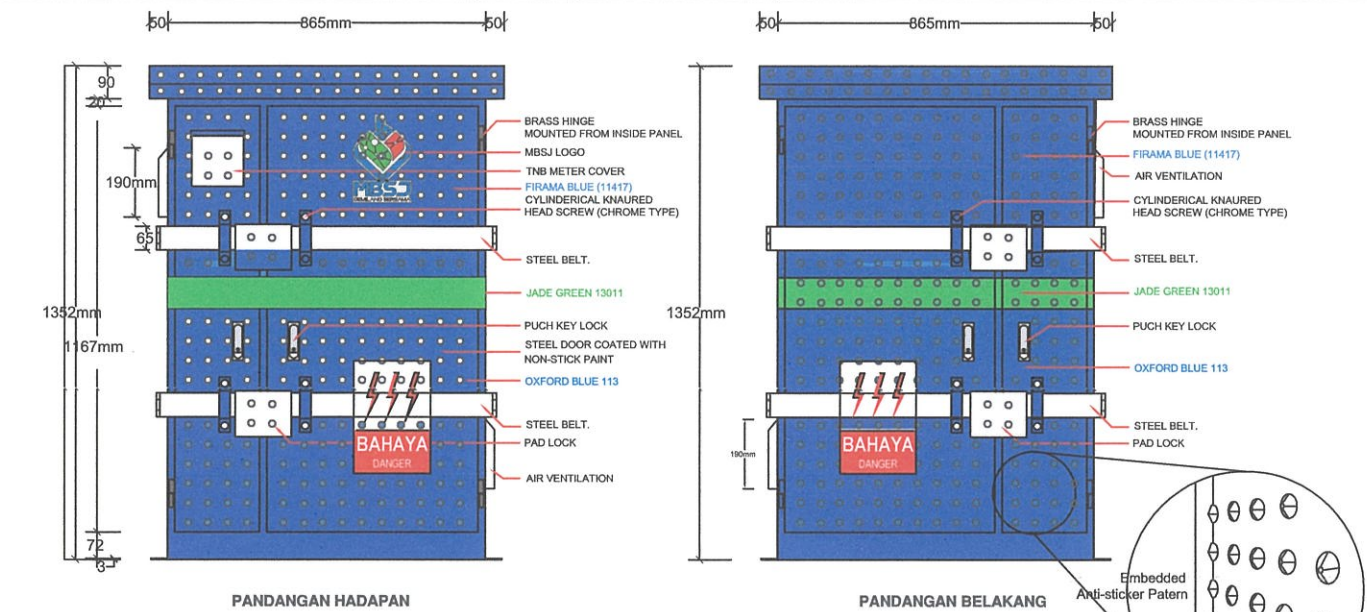 50
865mm
50
90
20
190mm
65
1352mm
1167mm
72
3
MBSJ
BRASS HINGE
MOUNTED FROM INSIDE PANEL
MBSJ LOGO
TNB METER COVER
FIRAMA BLUE (11417)
CYLINDERICAL KNAURED
HEAD SCREW (CHROME TYPE)
STEEL BELT.
JADE GREEN 13011
PUCH KEY LOCK
STEEL DOOR COATED WITH
NON-STICK PAINT
OXFORD BLUE 113
STEEL BELT.
PAD LOCK
AIR VENTILATION
BAHAYA
DANGER
PANDANGAN HADAPAN
50
865mm
50
1352mm
190mm
BRASS HINGE
MOUNTED FROM INSIDE PANEL
FIRAMA BLUE (11417)
AIR VENTILATION
CYLINDERICAL KNAURED
HEAD SCREW (CHROME TYPE)
STEEL BELT.
JADE GREEN 13011
PUCH KEY LOCK
OXFORD BLUE 113
STEEL BELT.
PAD LOCK
BAHAYA
DANGER
Embedded
Anti-sticker Patern
PANDANGAN BELAKANG